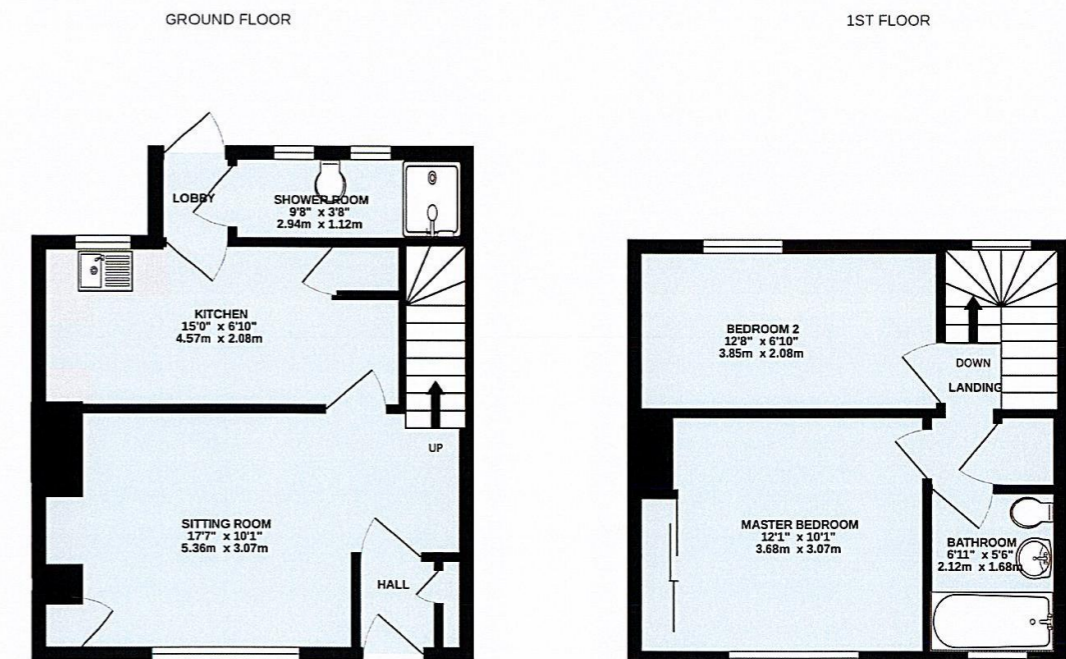 GROUND FLOOR
1ST FLOOR
LOBBY
SHOWER ROOM
9'8" x 3'8"
2.94m x 1.12m
KITCHEN
15'0" x 6'10"
4.57m x 2.08m
UP
SITTING ROOM
17'7" x 10'1"
5.36m x 3.07m
HALL
BEDROOM 2
12'8" x 6'10"
3.85m x 2.08m
DOWN
LANDING
MASTER BEDROOM
12'1" x 10'1"
3.68m x 3.07m
BATHROOM
6'11" x 5'6"
2.12m x 1.68m